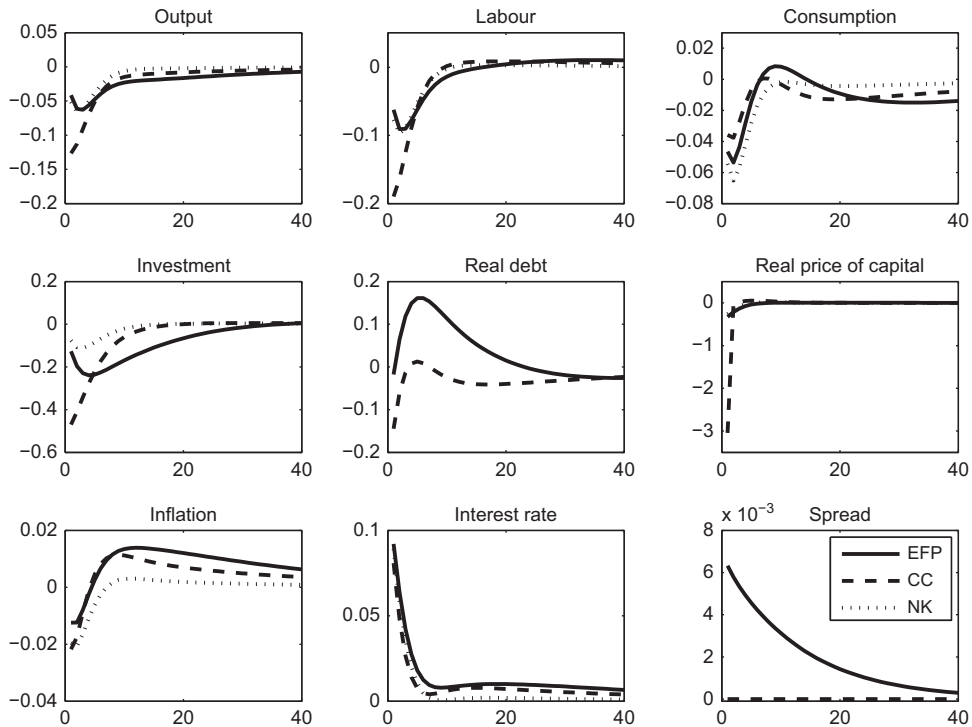 Output
0.05
0
−0.05
−0.1
−0.15
−0.2
0 20 40
Labour
0
−0.1
−0.2
0 20 40
Consumption
0.02
0
−0.02
−0.04
−0.06
−0.08
0 20 40
Investment
0.2
0
−0.2
−0.4
−0.6
0 20 40
Real debt
0.2
0.1
0
−0.1
−0.2
0 20 40
Real price of capital
0
−1
−2
−3
0 20 40
Inflation
0.02
0
−0.02
−0.04
0 20 40
Interest rate
0.1
0.05
0
0 20 40
x 10⁻³ Spread
8
6
4
2
0
0 20 40
EFP
CC
NK